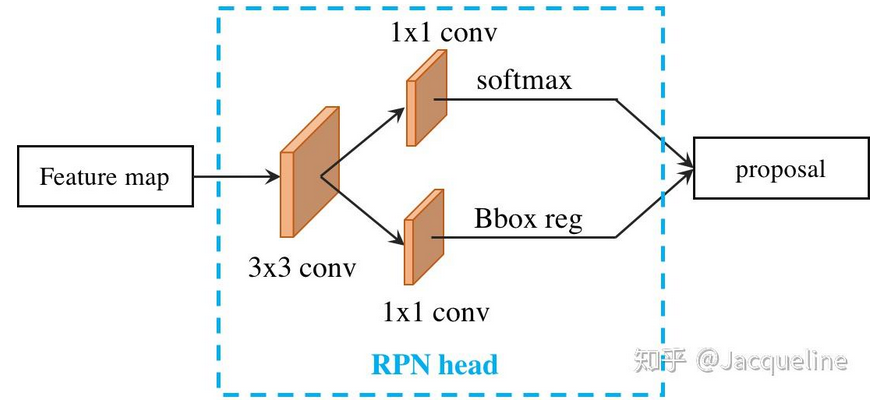 1x1 conv
softmax
Feature map
proposal
Bbox reg
3x3 conv
1x1 conv
RPN head
知乎 @Jacqueline